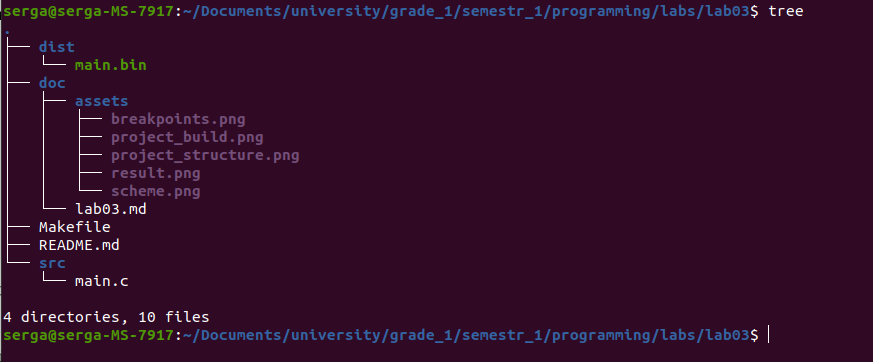 serga@serga-MS-7917:~/Documents/university/grade_1/semestr_1/programming/labs/lab03$ tree
.
├── dist
│   └── main.bin
├── doc
│   ├── assets
│   │   ├── breakpoints.png
│   │   ├── project_build.png
│   │   ├── project_structure.png
│   │   ├── result.png
│   │   └── scheme.png
│   └── lab03.md
├── Makefile
├── README.md
└── src
    └── main.c

4 directories, 10 files
serga@serga-MS-7917:~/Documents/university/grade_1/semestr_1/programming/labs/lab03$